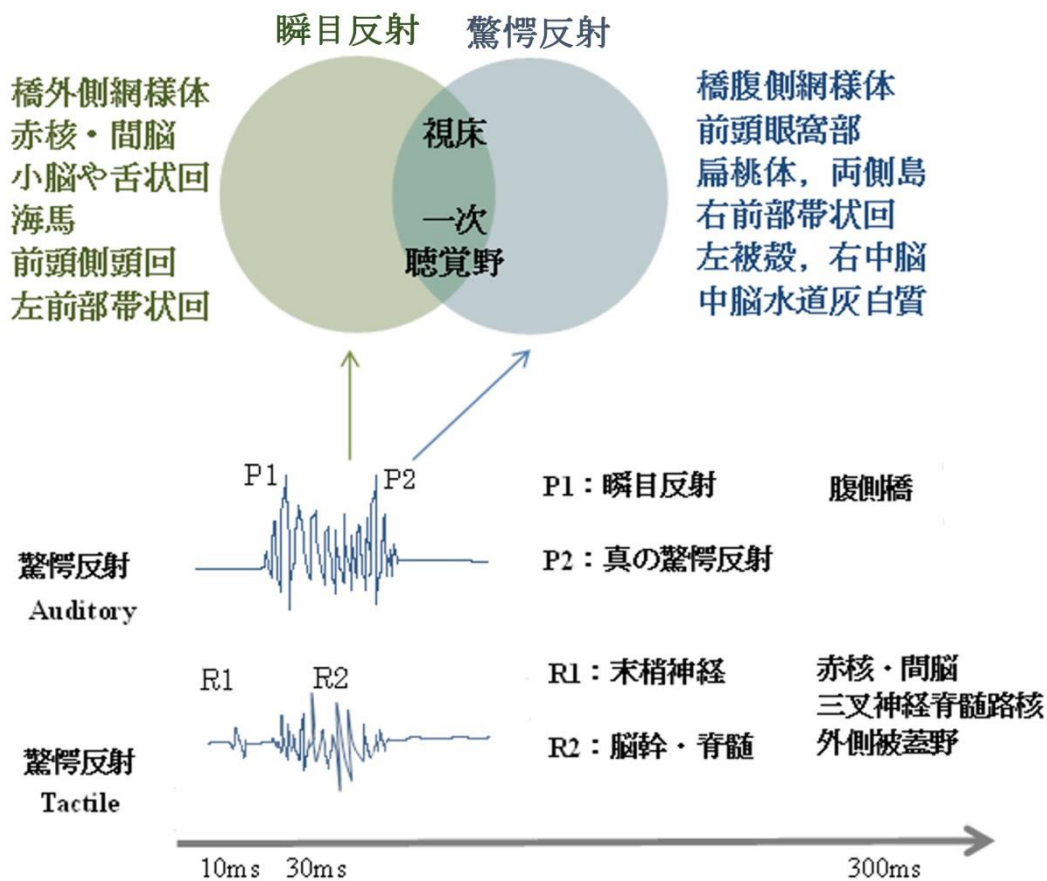 瞬目反射
驚愕反射
橋外側網様体
赤核・間脳
小脳や舌状回
海馬
前頭側頭回
左前部帯状回
視床
一次
聴覚野
橋腹側網様体
前頭眼窩部
扁桃体，両側島
右前部帯状回
左被殻，右中脳
中脳水道灰白質
P1
P2
驚愕反射
Auditory
P1：瞬目反射 腹側橋
P2：真の驚愕反射
R1
R2
驚愕反射
Tactile
R1：末梢神経 赤核・間脳
三叉神経脊髄路核
R2：脳幹・脊髄 外側被蓋野
10ms 30ms 300ms